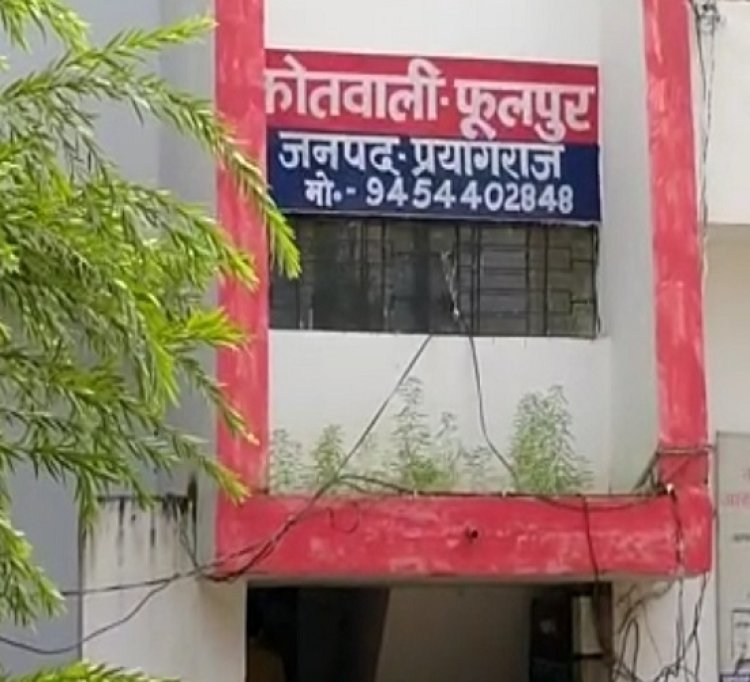 कोतवाली-फूलपुर
जनपद-प्रयागराज
मो॰- 9454402848